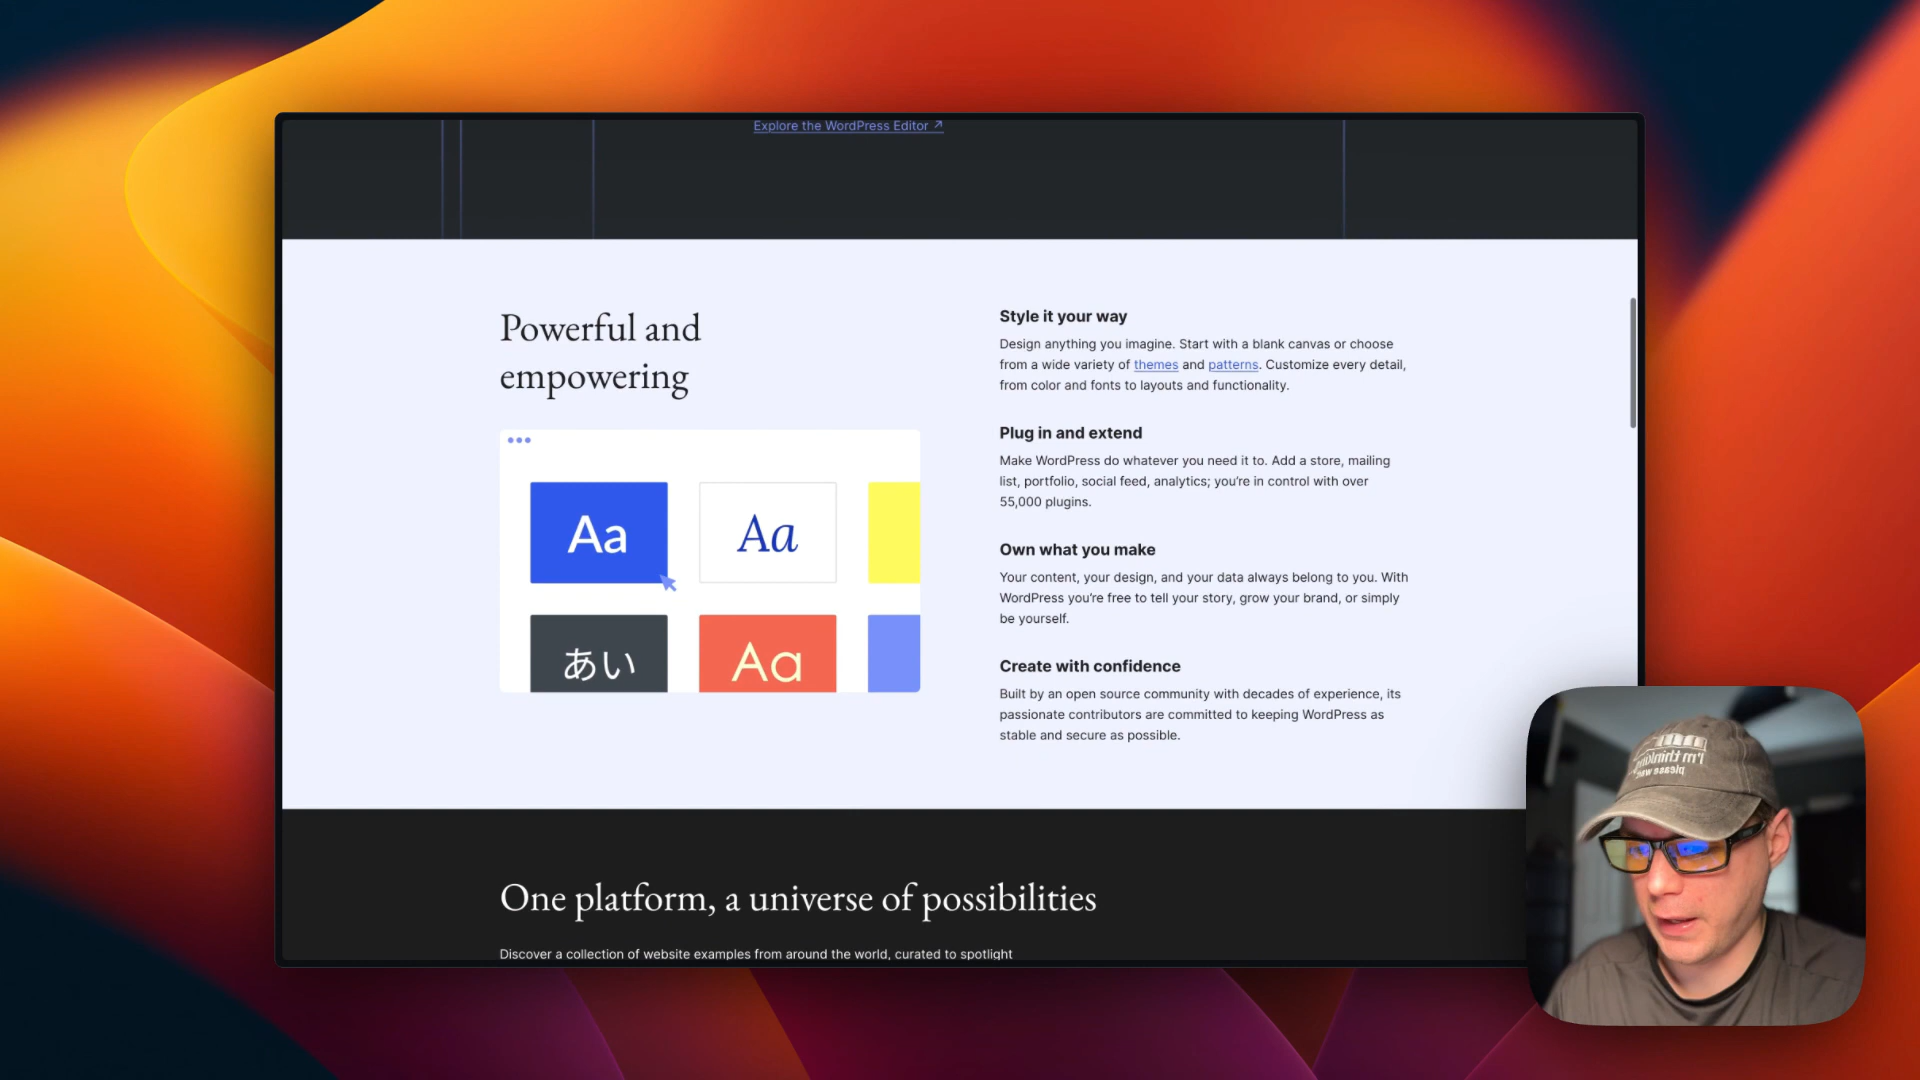 Explore the WordPress Editor ↗
Powerful and
empowering
Aa
Aa
あい
Aa
Style it your way
Design anything you imagine. Start with a blank canvas or choose
from a wide variety of themes and patterns. Customize every detail,
from color and fonts to layouts and functionality.
Plug in and extend
Make WordPress do whatever you need it to. Add a store, mailing
list, portfolio, social feed, analytics; you’re in control with over
55,000 plugins.
Own what you make
Your content, your design, and your data always belong to you. With
WordPress you’re free to tell your story, grow your brand, or simply
be yourself.
Create with confidence
Built by an open source community with decades of experience, its
passionate contributors are committed to keeping WordPress as
stable and secure as possible.
One platform, a universe of possibilities
Discover a collection of website examples from around the world, curated to spotlight
I'm thinking
please